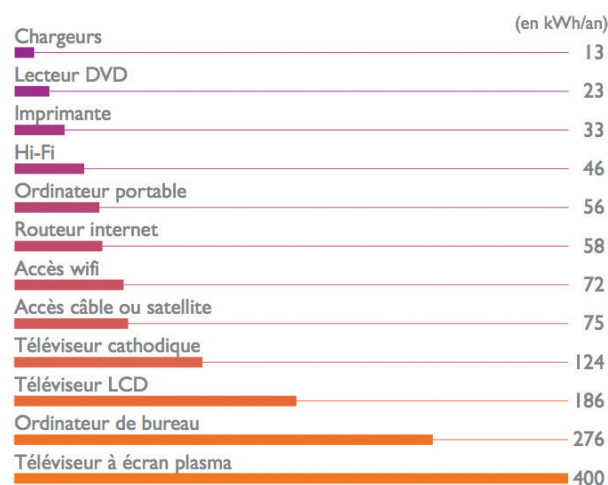 (en kWh/an)
Chargeurs
13
Lecteur DVD
23
Imprimante
33
Hi-Fi
46
Ordinateur portable
56
Routeur internet
58
Accès wifi
72
Accès câble ou satellite
75
Téléviseur cathodique
124
Téléviseur LCD
186
Ordinateur de bureau
276
Téléviseur à écran plasma
400